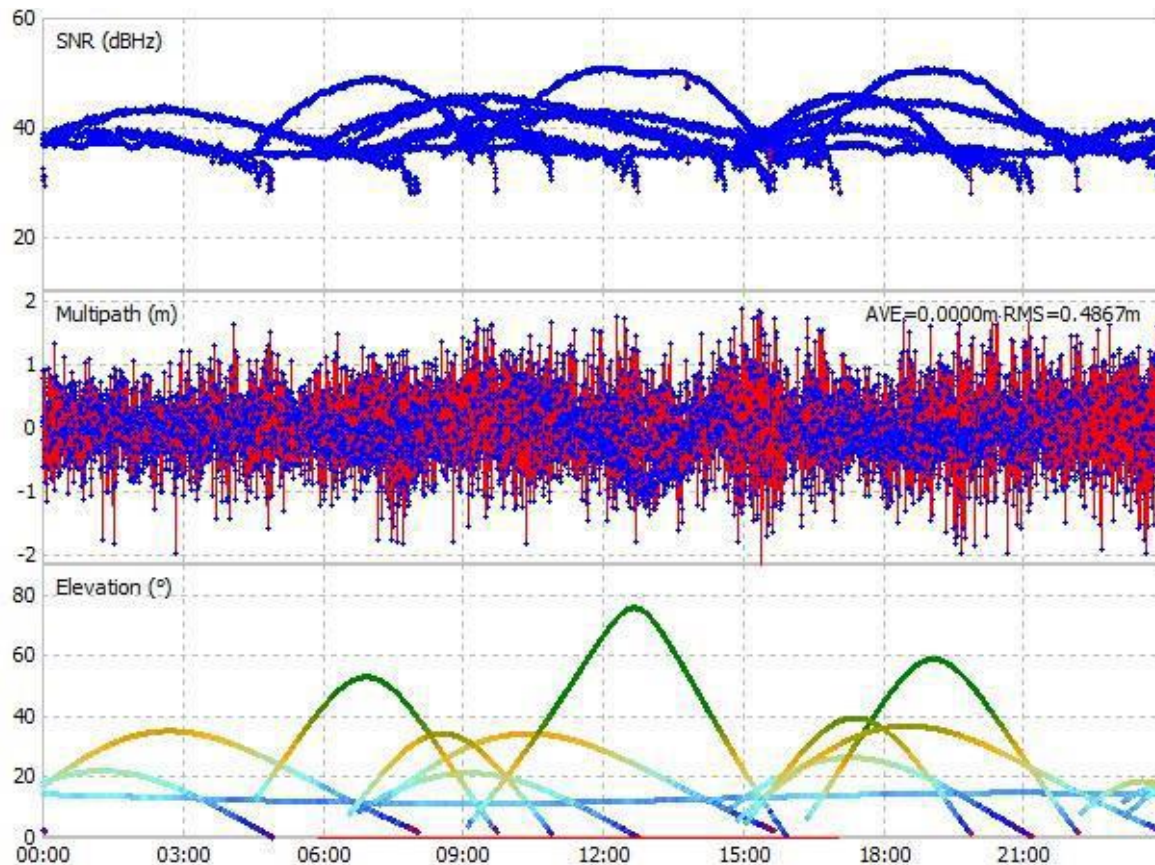 60
SNR (dBHz)
40
20
2
Multipath (m)
AVE=0.0000m RMS=0.4867m
1
0
-1
-2
Elevation (°)
80
60
40
20
0
00:00 03:00 06:00 09:00 12:00 15:00 18:00 21:00